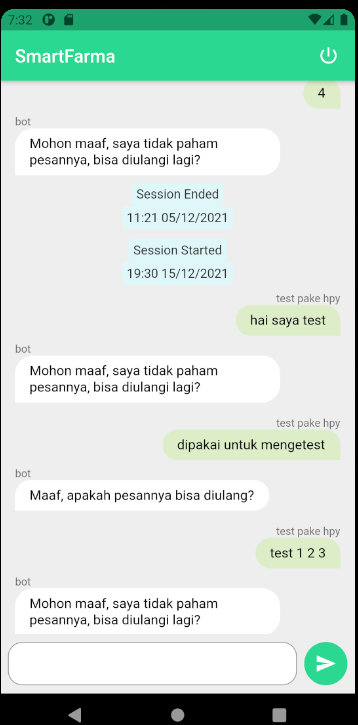 7:32
SmartFarma
4
bot
Mohon maaf, saya tidak paham
pesannya, bisa diulangi lagi?
Session Ended
11:21 05/12/2021
Session Started
19:30 15/12/2021
test pake hpy
hai saya test
bot
Mohon maaf, saya tidak paham
pesannya, bisa diulangi lagi?
test pake hpy
dipakai untuk mengetest
bot
Maaf, apakah pesannya bisa diulang?
test pake hpy
test 1 2 3
bot
Mohon maaf, saya tidak paham
pesannya, bisa diulangi lagi?